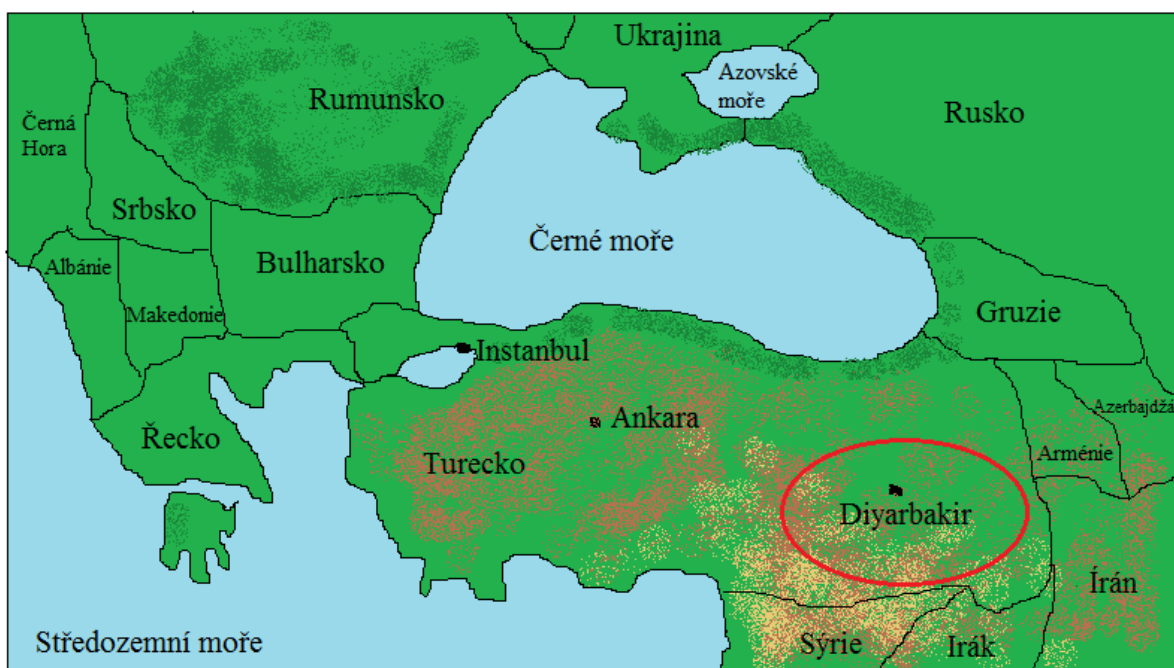 Ukrajina
Azovské
moře
Rumunsko
Rusko
Černá
Hora
Srbsko
Černé moře
Bulharsko
Albánie
Makedonie
Gruzie
Instanbul
Azerbajdžá
Ankara
Řecko
Arménie
Turecko
Diyarbakir
Írán
Středozemní moře
Sýrie
Irák